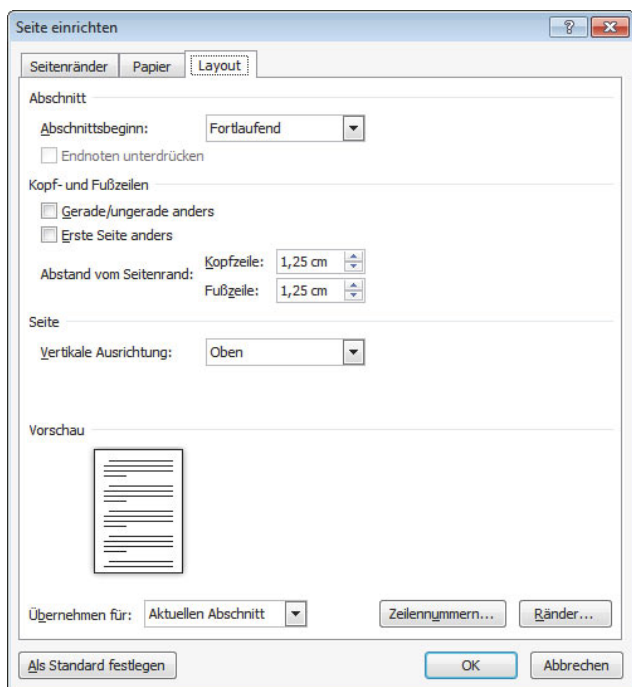 Seite einrichten
Seitenränder Papier Layout
Abschnitt
Abschnittsbeginn: Fortlaufend
Endnoten unterdrücken
Kopf- und Fußzeilen
Gerade/ungerade anders
Erste Seite anders
Abstand vom Seitenrand:
Kopfzeile: 1,25 cm
Fußzeile: 1,25 cm
Seite
Vertikale Ausrichtung: Oben
Vorschau
Übernehmen für: Aktuellen Abschnitt Zeilennummern... Ränder...
Als Standard festlegen OK Abbrechen